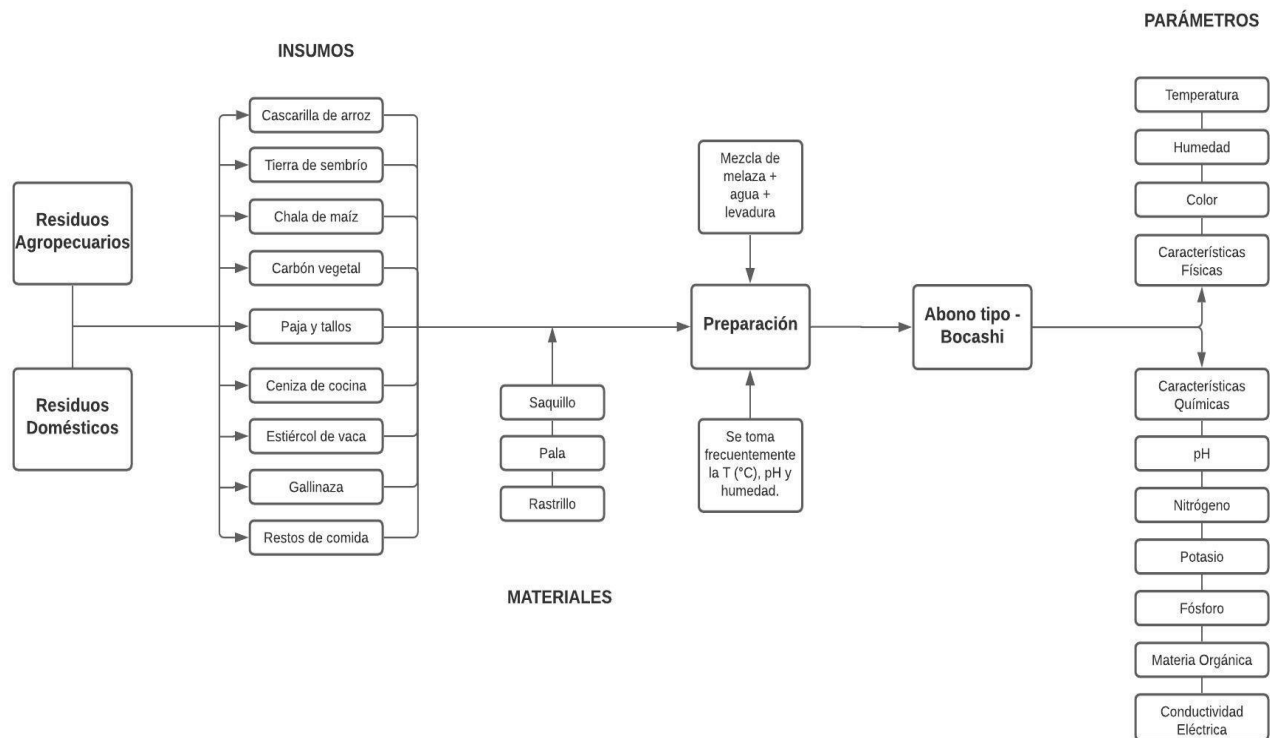 PARÁMETROS
INSUMOS
Residuos
Agropecuarios
Residuos
Domésticos
Cascarilla de arroz
Tierra de sembrío
Chala de maíz
Carbón vegetal
Paja y tallos
Ceniza de cocina
Estiércol de vaca
Gallinaza
Restos de comida
Saquillo
Pala
Rastrillo
MATERIALES
Mezcla de
melaza +
agua +
levadura
Preparación
Se toma
frecuentemente
la T (°C), pH y
humedad.
Abono tipo -
Bocashi
Temperatura
Humedad
Color
Características
Físicas
Características
Químicas
pH
Nitrógeno
Potasio
Fósforo
Materia Orgánica
Conductividad
Eléctrica